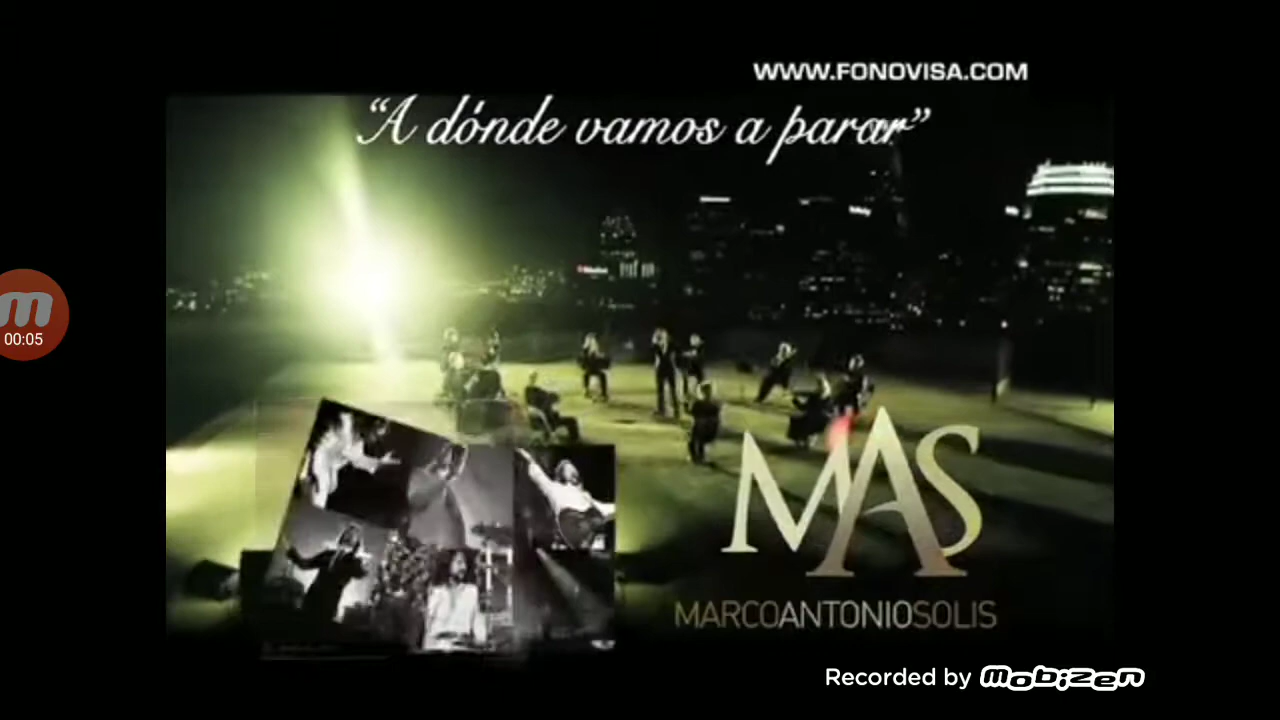 WWW.FONOVISA.COM
“A dónde vamos a parar”
00:05
MAS
MARCOANTONIOSOLIS
Recorded by mobizen